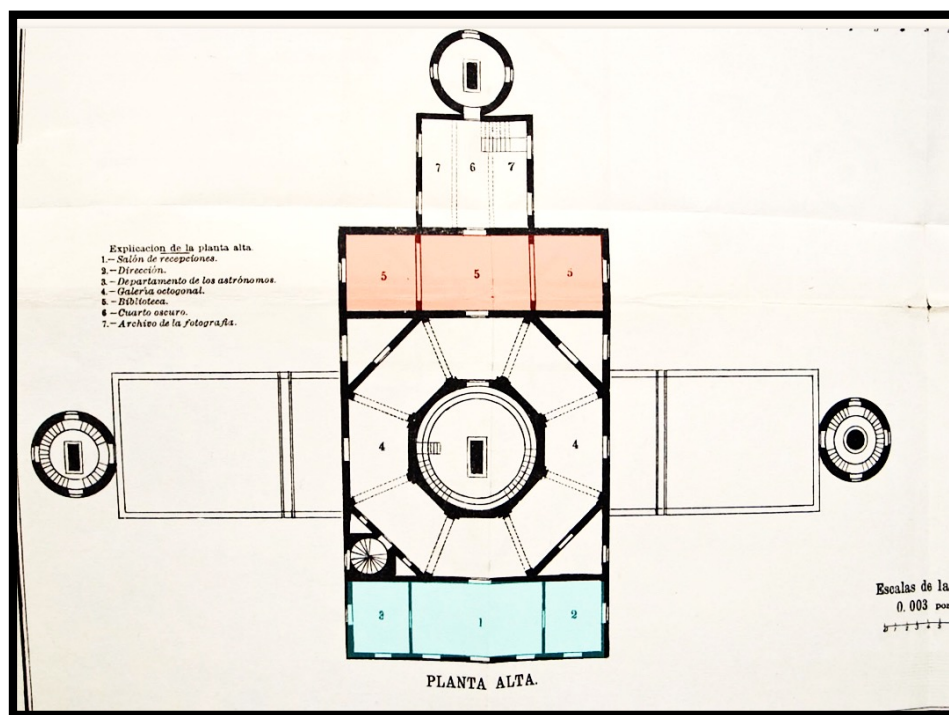 7 6 7
Explicacion de la planta alta.
1.-Salón de recepciones.
2.-Dirección.
3.-Departamento de los astrónomos.
4.-Galería octogonal.
5.-Biblioteca.
6-Cuarto oscuro.
7.-Archivo de la fotografía.
5 5 5
4 4
3 1 2
Escalas de la
0.003 por
PLANTA ALTA.